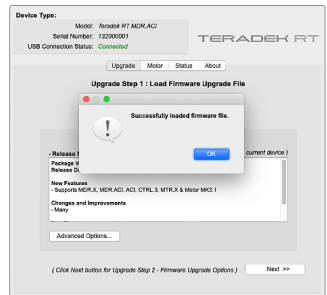 Device Type:
Model: Teradek RT MDR,ACI
Serial Number: 132000001
USB Connection Status: Connected
TERADEK RT
Upgrade Motor Status About
Upgrade Step 1 : Load Firmware Upgrade File
Successfully loaded firmware file.
OK
- Release
current device )
Package V
Release D
New Features
- Supports MDR.X, MDR.ACI, ACI, CTRL.3, MTR.X & Motor MK3.1
Changes and Improvements
- Many
Advanced Options...
( Click Next button for Upgrade Step 2 - Firmware Upgrade Options )
Next >>